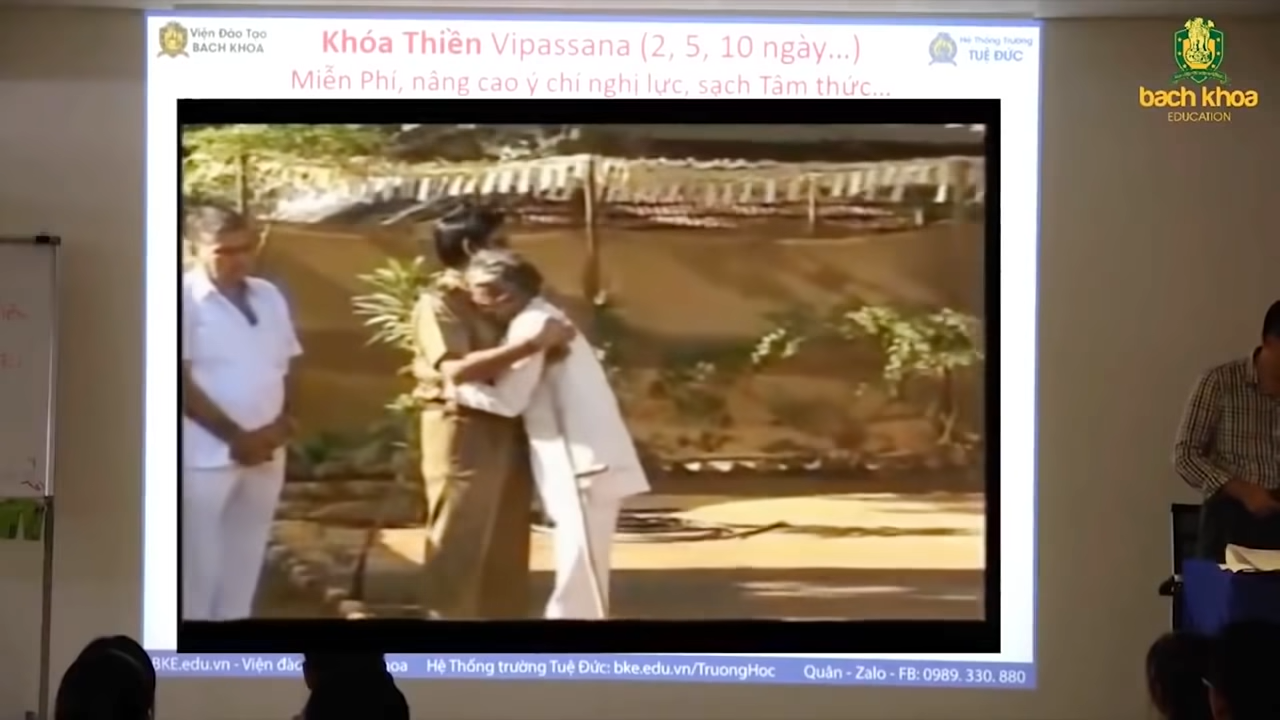 Viện Đào Tạo
BACH KHOA
Khóa Thiền Vipassana (2, 5, 10 ngày...)
Miễn Phí, nâng cao ý chí nghị lực, sạch Tâm thức...
Hệ Thống Trường
TUỆ ĐỨC
bach khoa
EDUCATION
BKE.edu.vn - Viện đào oa
Hệ Thống trường Tuệ Đức: bke.edu.vn/TruongHoc
Quân - Zalo - FB: 0989. 330. 880